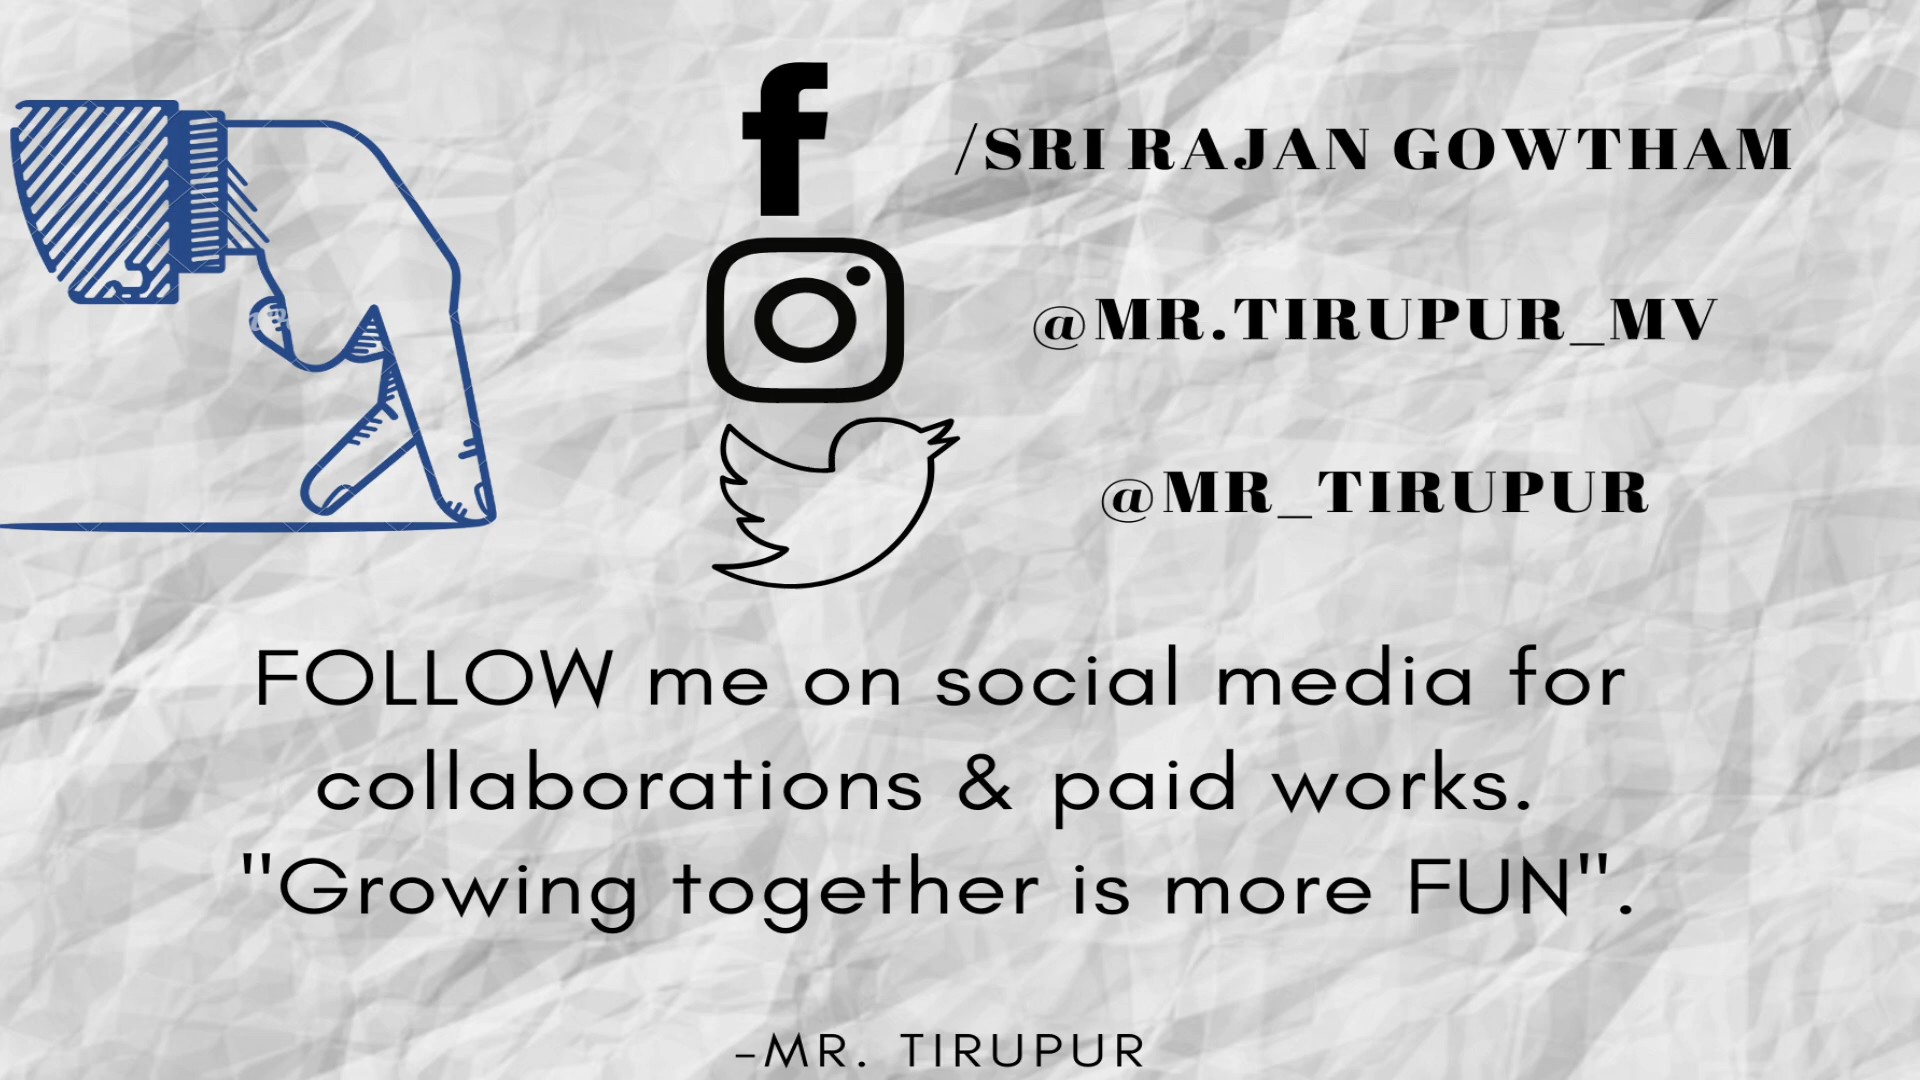 /SRI RAJAN GOWTHAM
@MR.TIRUPUR_MV
@MR_TIRUPUR
FOLLOW me on social media for
collaborations & paid works.
"Growing together is more FUN".
-MR. TIRUPUR